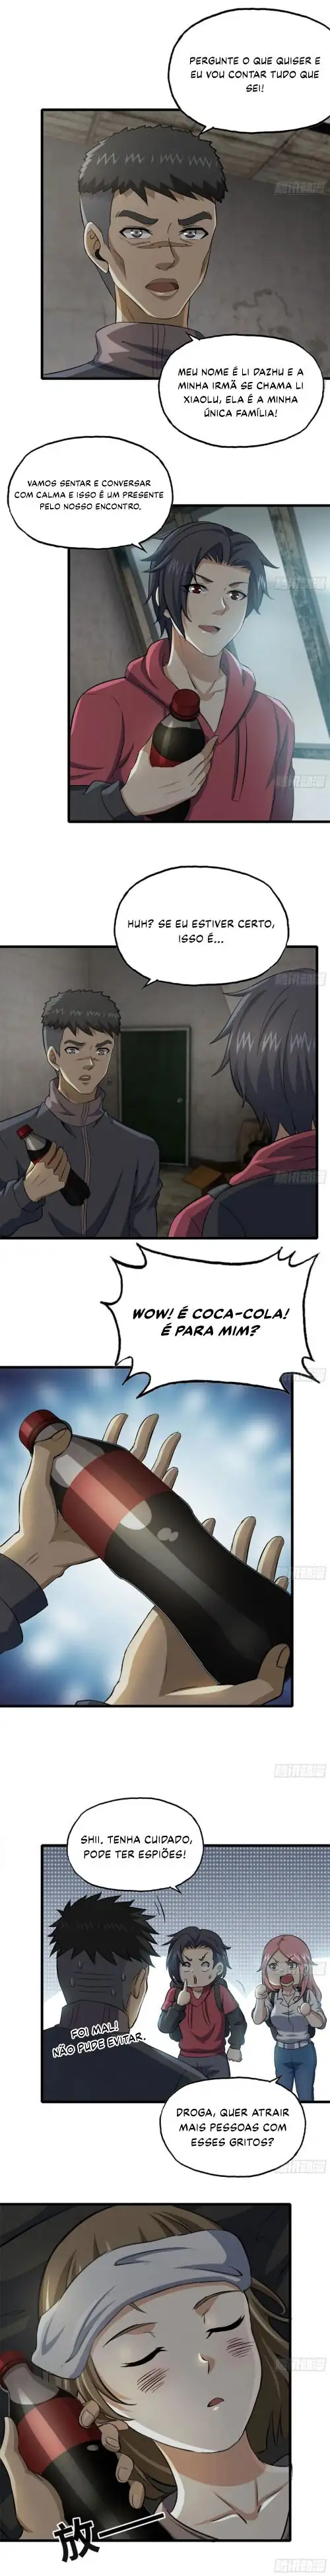 PERGUNTE O QUE QUISER E
EU VOU CONTAR TUDO QUE
SEI!
MEU NOME É LI DAZHU E A
MINHA IRMÃ SE CHAMA LI
XIAOLU, ELA É A MINHA
ÚNICA FAMÍLIA!
VAMOS SENTAR E CONVERSAR
COM CALMA E ISSO É UM PRESENTE
PELO NOSSO ENCONTRO.
HUH? SE EU ESTIVER CERTO,
ISSO É...
WOW! É COCA-COLA!
É PARA MIM?
SHII, TENHA CUIDADO,
PODE TER ESPIÕES!
FOI MAL!
NÃO PUDE EVITAR.
DROGA, QUER ATRAIR
MAIS PESSOAS COM
ESSES GRITOS?
放—